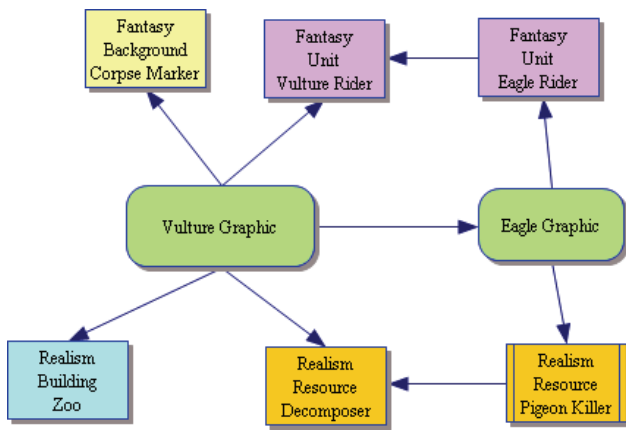 Fantasy
Background
Corpse Marker
Fantasy
Unit
Vulture Rider
Fantasy
Unit
Eagle Rider
Vulture Graphic
Eagle Graphic
Realism
Building
Zoo
Realism
Resource
Decomposer
Realism
Resource
Pigeon Killer